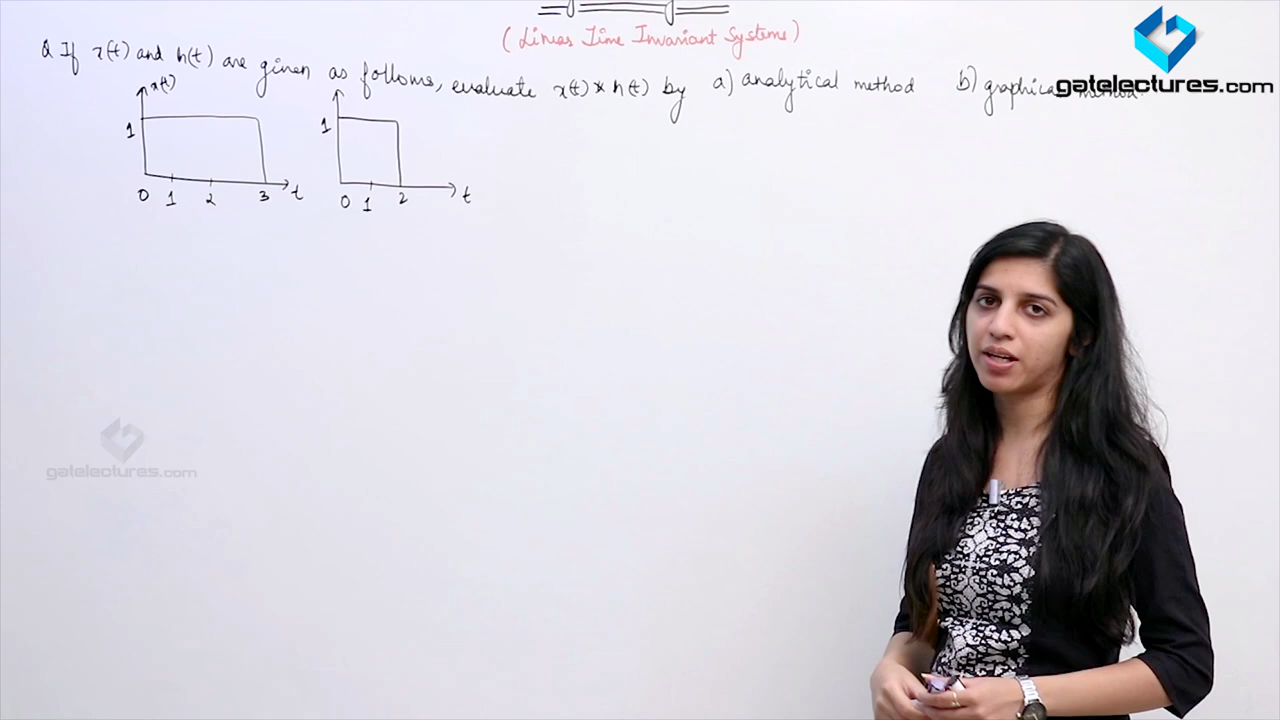 (Linear Time Invariant Systems)
Q If x(t) and h(t) are given as follows, evaluate x(t) * h(t) by a) analytical method b) graphical method.
gatelectures.com
x(t)
1
0 1 2 3 t
1
0 1 2 t
gatelectures.com